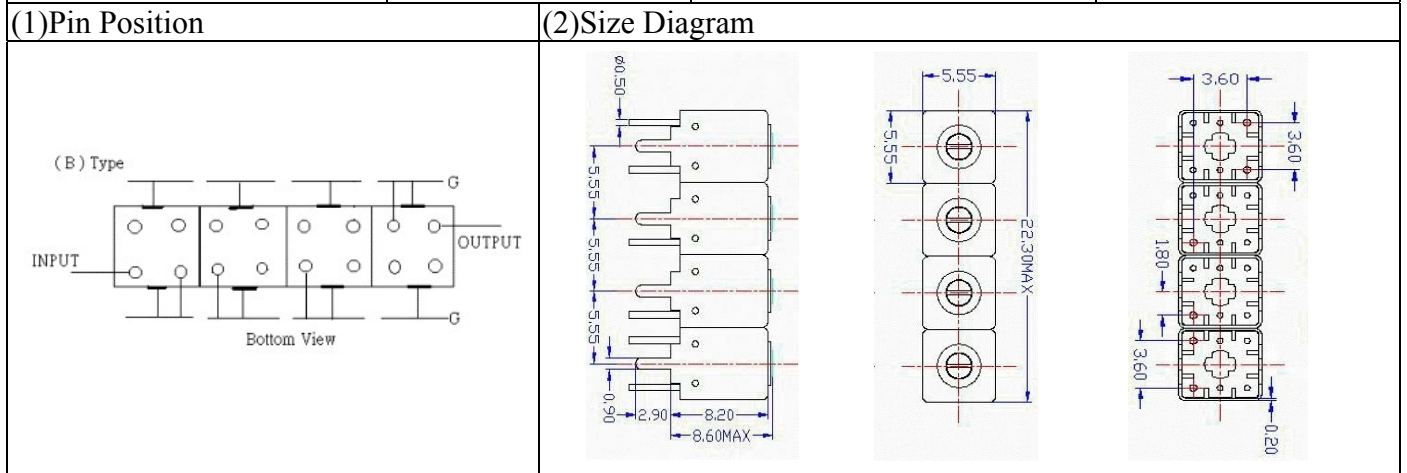 (1)Pin Position
(2)Size Diagram
(B) Type
G
OUTPUT
INPUT
G
Bottom View
ø0.50
5.55
5.55
5.55
0.90
2.90
8.20
8.60MAX
5.55
5.55
22.30MAX
3.60
3.60
1.80
3.60
0.20